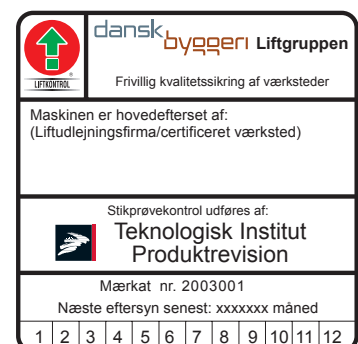 dansk byggeri Liftgruppen
LIFTKONTROL
Frivillig kvalitetssikring af værksteder
Maskinen er hovedefterset af:
(Liftudlejningsfirma/certificeret værksted)
Stikprøvekontrol udføres af:
Teknologisk Institut
Produktrevision
Mærkat nr. 2003001
Næste eftersyn senest: xxxxxxx måned
1 2 3 4 5 6 7 8 9 10 11 12